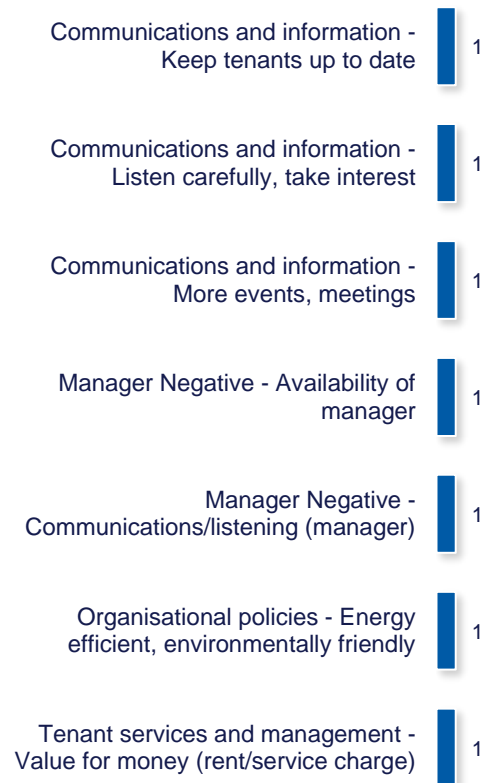 Communications and information -
Keep tenants up to date
1
Communications and information -
Listen carefully, take interest
1
Communications and information -
More events, meetings
1
Manager Negative - Availability of
manager
1
Manager Negative -
Communications/listening (manager)
1
Organisational policies - Energy
efficient, environmentally friendly
1
Tenant services and management -
Value for money (rent/service charge)
1